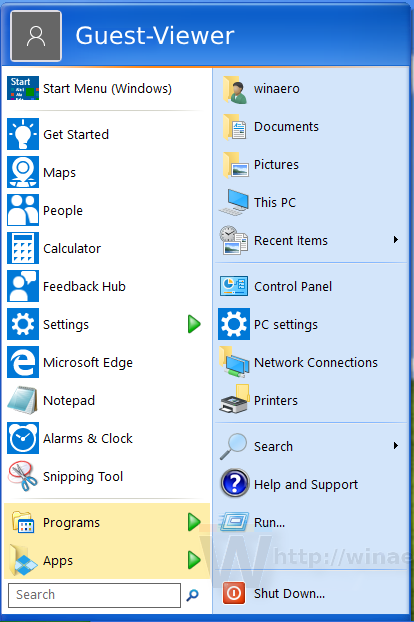 Guest-Viewer
Start
Start Menu (Windows)
Get Started
Maps
People
Calculator
Feedback Hub
Settings
Microsoft Edge
Notepad
Alarms & Clock
Snipping Tool
Programs
Apps
Search
winaero
Documents
Pictures
This PC
Recent Items
Control Panel
PC settings
Network Connections
Printers
Search
Help and Support
Run...
W http://winae
Shut Down...